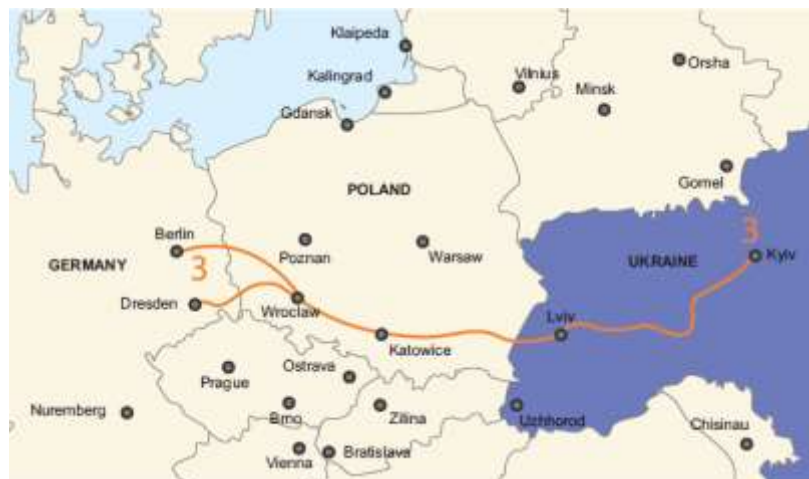 Klaipeda
Orsha
Vilnius
Kalingrad
Minsk
Gdansk
Gomel
POLAND
Berlin
3
Poznan
Warsaw
UKRAINE
Kyiv
GERMANY
3
Dresden
Wroclaw
Lviv
Katowice
Ostrava
Prague
Nuremberg
Brno
Zilina
Uzhhorod
Chisinau
Vienna
Bratislava